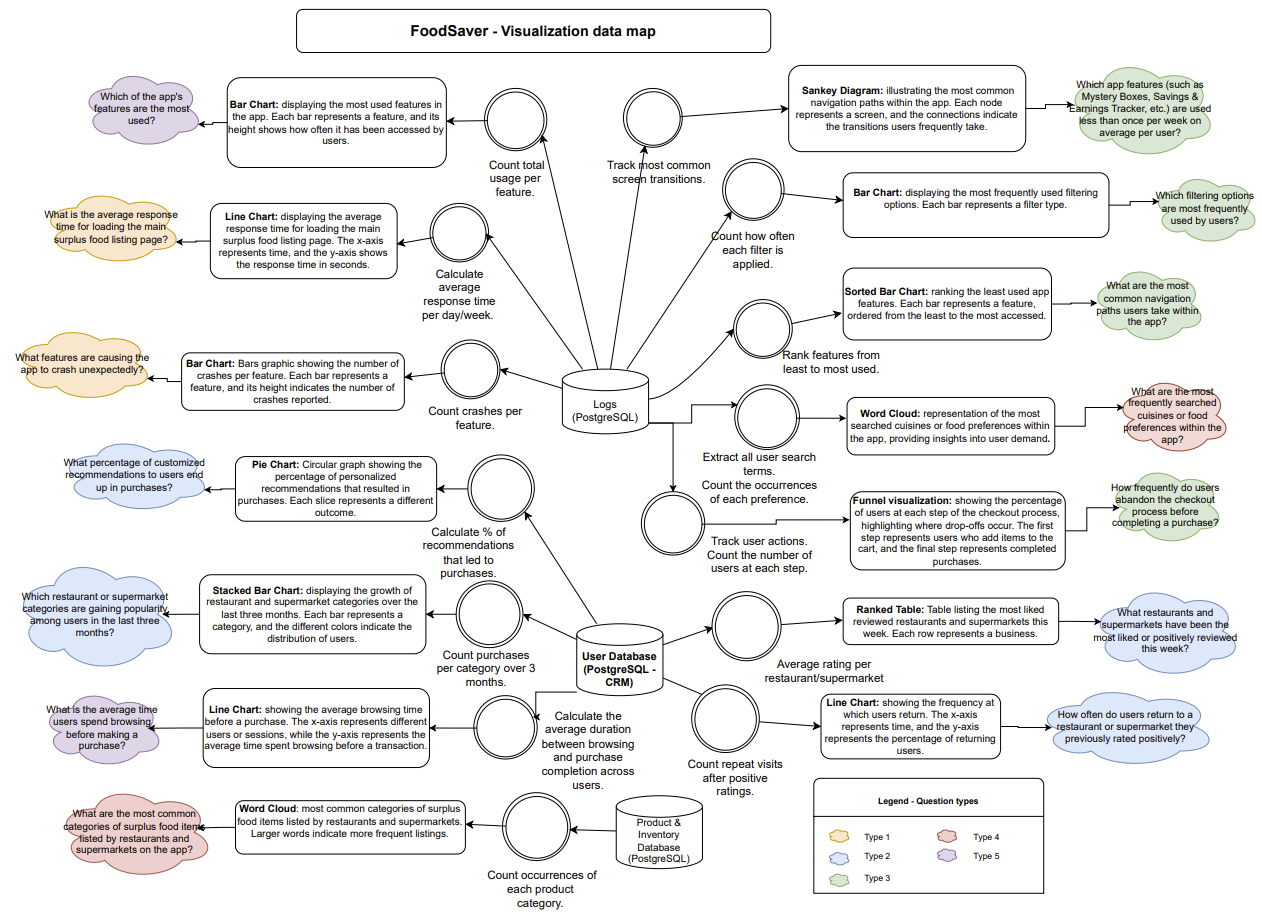 FoodSaver - Visualization data map
Which of the app's
features are the most
used?
Bar Chart: displaying the most used features in
the app. Each bar represents a feature, and its
height shows how often it has been accessed by
users.
Count total
usage per
feature.
Track most common
screen transitions.
Sankey Diagram: illustrating the most common
navigation paths within the app. Each node
represents a screen, and the connections indicate
the transitions users frequently take.
Which app features (such as
Mystery Boxes, Savings &
Earnings Tracker, etc.) are used
less than once per week on
average per user?
What is the average response
time for loading the main
surplus food listing page?
Line Chart: displaying the average
response time for loading the main
surplus food listing page. The x-axis
represents time, and the y-axis shows
the response time in seconds.
Calculate
average
response time
per day/week.
Count how often
each filter is
applied.
Bar Chart: displaying the most frequently used filtering
options. Each bar represents a filter type.
Which filtering options
are most frequently
used by users?
Sorted Bar Chart: ranking the least used app
features. Each bar represents a feature,
ordered from the least to the most accessed.
What are the most
common navigation
paths users take within
the app?
Rank features from
least to most used.
What features are causing the
app to crash unexpectedly?
Bar Chart: Bars graphic showing the number of
crashes per feature. Each bar represents a
feature, and its height indicates the number of
crashes reported.
Count crashes per
feature.
Logs
(PostgreSQL)
Extract all user search
terms.
Count the occurrences
of each preference.
Word Cloud: representation of the most
searched cuisines or food preferences within
the app, providing insights into user demand.
What are the most
frequently searched
cuisines or food
preferences within the
app?
What percentage of customized
recommendations to users end
up in purchases?
Pie Chart: Circular graph showing the
percentage of personalized
recommendations that resulted in
purchases. Each slice represents a different
outcome.
Calculate % of
recommendations
that led to
purchases.
Track user actions.
Count the number of
users at each step.
Funnel visualization: showing the percentage
of users at each step of the checkout process,
highlighting where drop-offs occur. The first
step represents users who add items to the
cart, and the final step represents completed
purchases.
How frequently do users
abandon the checkout
process before
completing a purchase?
Which restaurant or supermarket
categories are gaining popularity
among users in the last three
months?
Stacked Bar Chart: displaying the growth of
restaurant and supermarket categories over the
last three months. Each bar represents a
category, and the different colors indicate the
distribution of users.
Count purchases
per category over 3
months.
User Database
(PostgreSQL -
CRM)
Average rating per
restaurant/supermarket
Ranked Table: Table listing the most liked
reviewed restaurants and supermarkets this
week. Each row represents a business.
What restaurants and
supermarkets have been the
most liked or positively reviewed
this week?
What is the average time
users spend browsing
before making a
purchase?
Line Chart: showing the average browsing time
before a purchase. The x-axis represents different
users or sessions, while the y-axis represents the
average time spent browsing before a transaction.
Calculate the
average duration
between browsing
and purchase
completion across
users.
Count repeat visits
after positive
ratings.
Line Chart: showing the frequency at
which users return. The x-axis
represents time, and the y-axis
represents the percentage of returning
users.
How often do users return to a
restaurant or supermarket they
previously rated positively?
What are the most common
categories of surplus food items
listed by restaurants and
supermarkets on the app?
Word Cloud: most common categories of surplus
food items listed by restaurants and supermarkets.
Larger words indicate more frequent listings.
Count occurrences of
each product
category.
Product &
Inventory
Database
(PostgreSQL)
Legend - Question types
Type 1
Type 2
Type 3
Type 4
Type 5